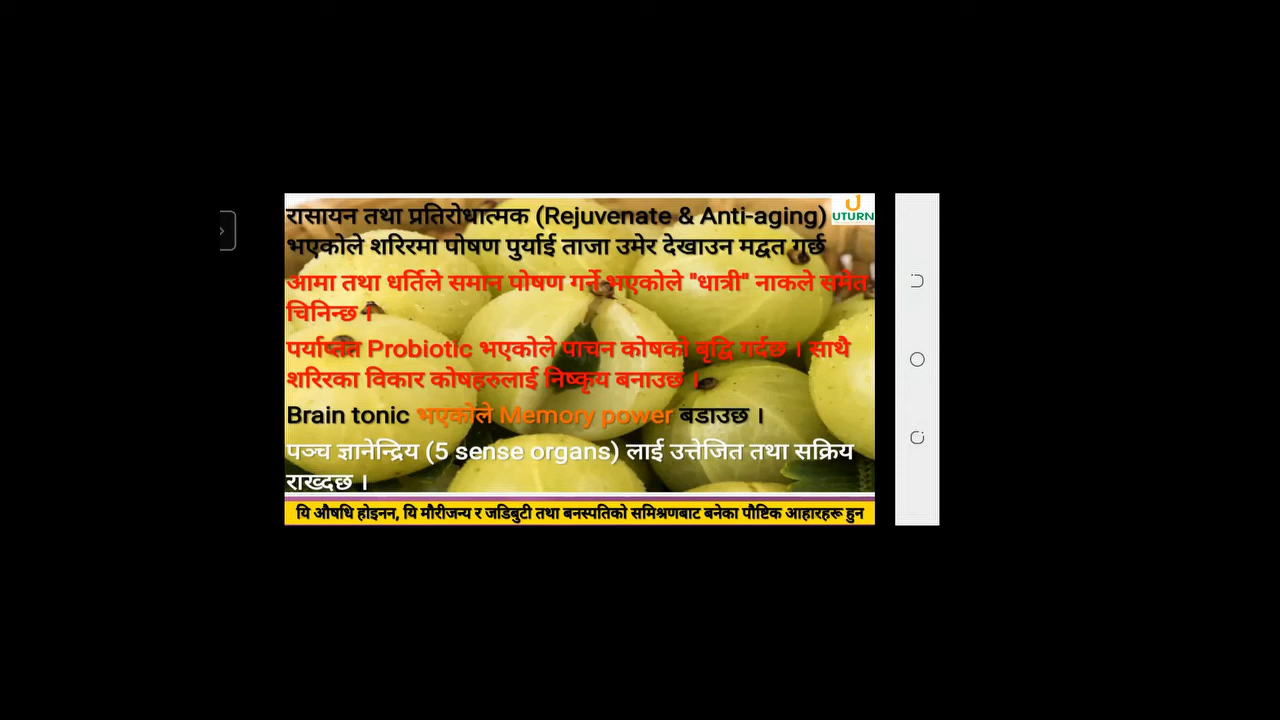 रासायन तथा प्रतिरोधात्मक (Rejuvenate & Anti-aging)
UTURN
भएकोले शरिरमा पोषण पुर्याई ताजा उमेर देखाउन मद्वत गर्छ
आमा तथा धर्तिले समान पोषण गर्ने भएकोले "धात्री" नाकले समेत
चिनिन्छ ।
पर्याप्तत Probiotic भएकोले पाचन कोषको बृद्वि गर्दछ । साथै
शरिरका विकार कोषहरुलाई निष्कृय बनाउछ ।
Brain tonic भएकोले Memory power बडाउछ ।
पञ्च ज्ञानेन्द्रिय (5 sense organs) लाई उत्तेजित तथा सक्रिय
राख्दछ ।
यि औषधि होइनन, यि मौरीजन्य र जडिबुटी तथा बनस्पतिको समिश्रणबाट बनेका पौष्टिक आहारहरू हुन